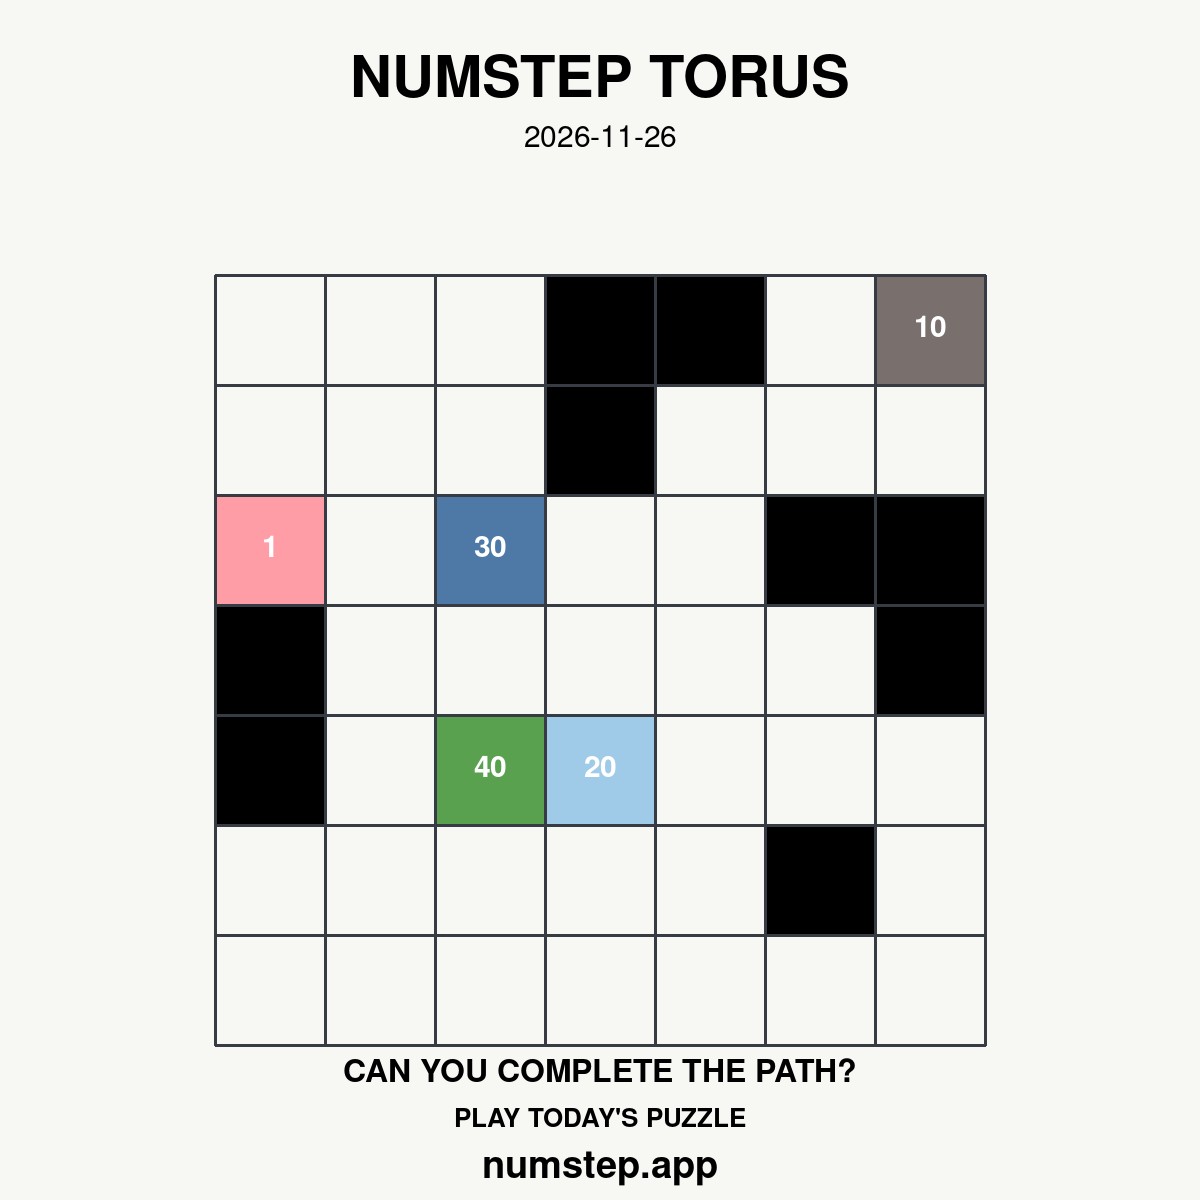 NUMSTEP TORUS
2026-11-26
10
1 30
40 20
CAN YOU COMPLETE THE PATH?
PLAY TODAY'S PUZZLE
numstep.app